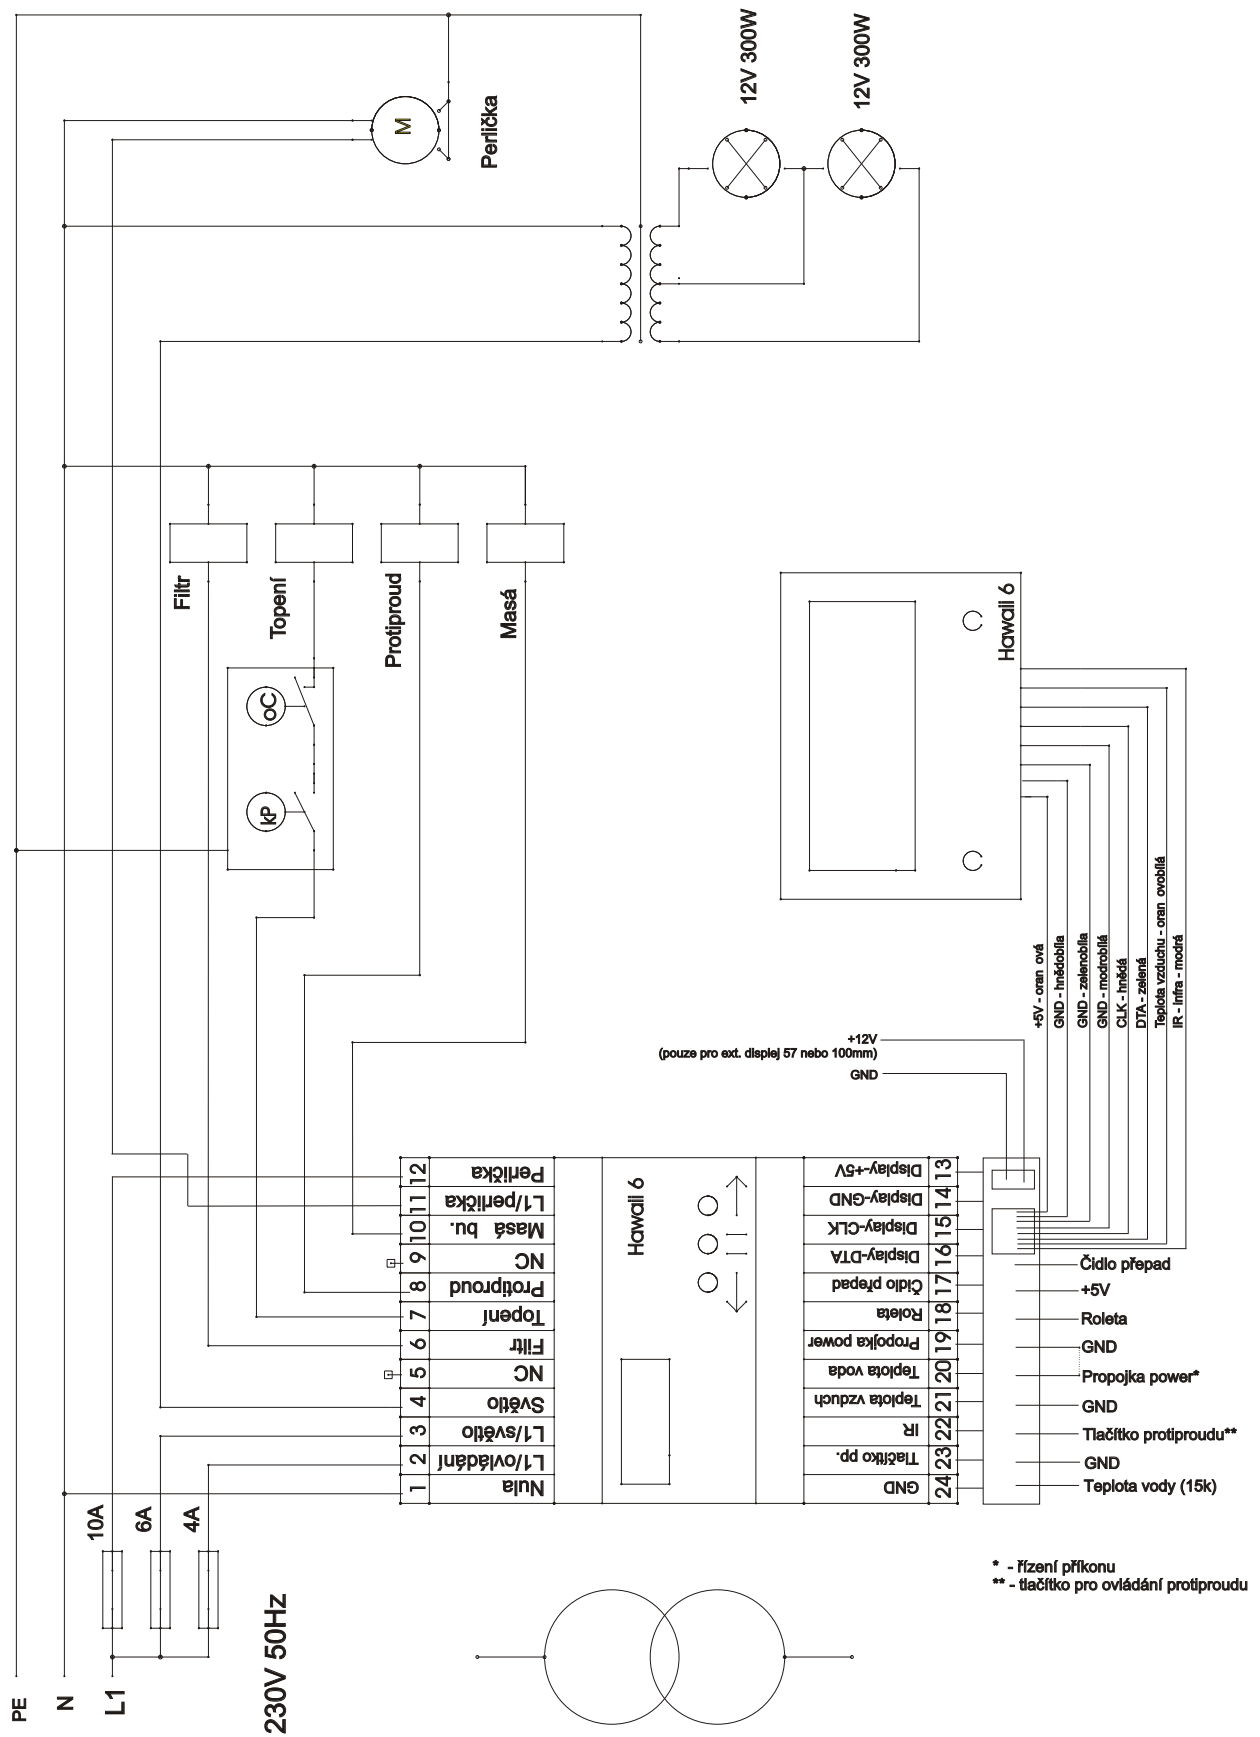 12V 300W
12V 300W
M
Perlička
Filtr
Topení
Protiproud
Masá
oC
kP
Hawaii 6
+5V - oran ová
GND - hnědobíla
GND - zelenobíla
GND - modrobílá
CLK - hnědá
DTA - zelená
Teplota vzduchu - oran ovobílá
IR - Infra - modrá
+12V
(pouze pro ext. displej 57 nebo 100mm)
GND
12 Perlička
11 L1/perlička
10 Masá bu.
9 NC
8 Protiproud
7 Topení
6 Filtr
5 NC
4 Světlo
3 L1/světlo
2 L1/ovládání
1 Nula
Hawaii 6
Display-+5V 13
Display-GND 14
Display-CLK 15
Display-DTA 16
Čidlo přepad 17
Roleta 18
Propojka power 19
Teplota voda 20
Teplota vzduch 21
IR 22
Tlačítko pp. 23
GND 24
Čidlo přepad
+5V
Roleta
GND
Propojka power*
GND
Tlačítko protiproudu**
GND
Teplota vody (15k)
10A
6A
4A
* - řízení příkonu
** - tlačítko pro ovládání protiproudu
PE
N
L1
230V 50Hz